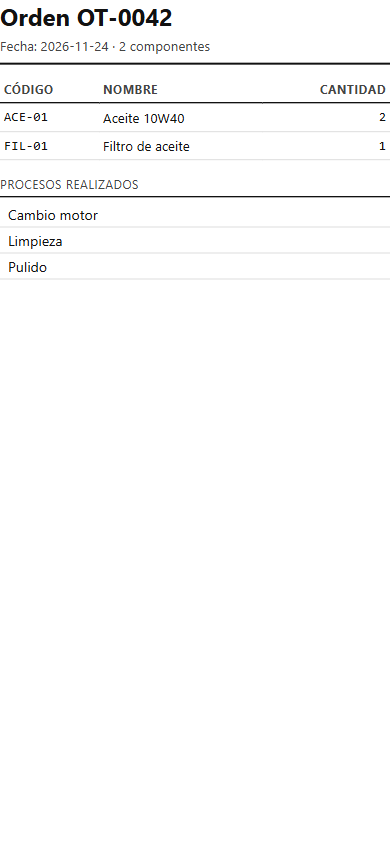 Orden OT-0042
Fecha: 2026-11-24 · 2 componentes
CÓDIGO NOMBRE CANTIDAD
ACE-01 Aceite 10W40 2
FIL-01 Filtro de aceite 1
PROCESOS REALIZADOS
Cambio motor
Limpieza
Pulido